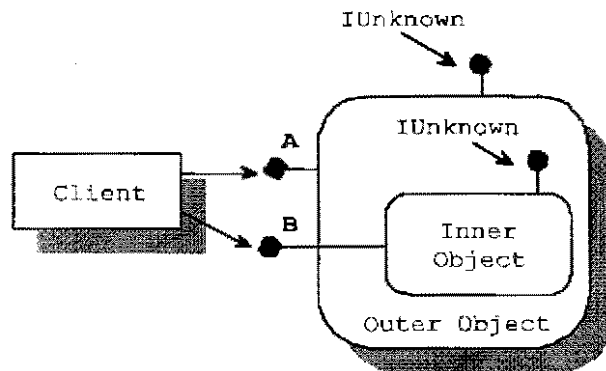 IUnknown
A
IUnknown
Client
B
Inner
Object
Outer Object